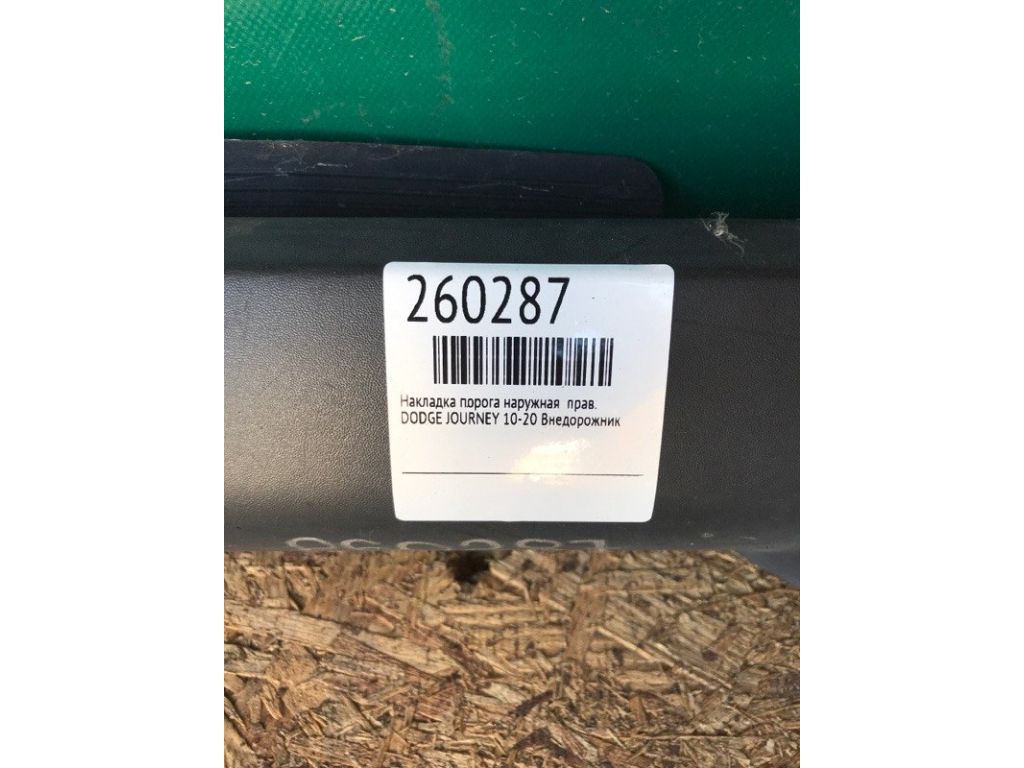 260287
Накладка порога наружная прав.
DODGE JOURNEY 10-20 Внедорожник